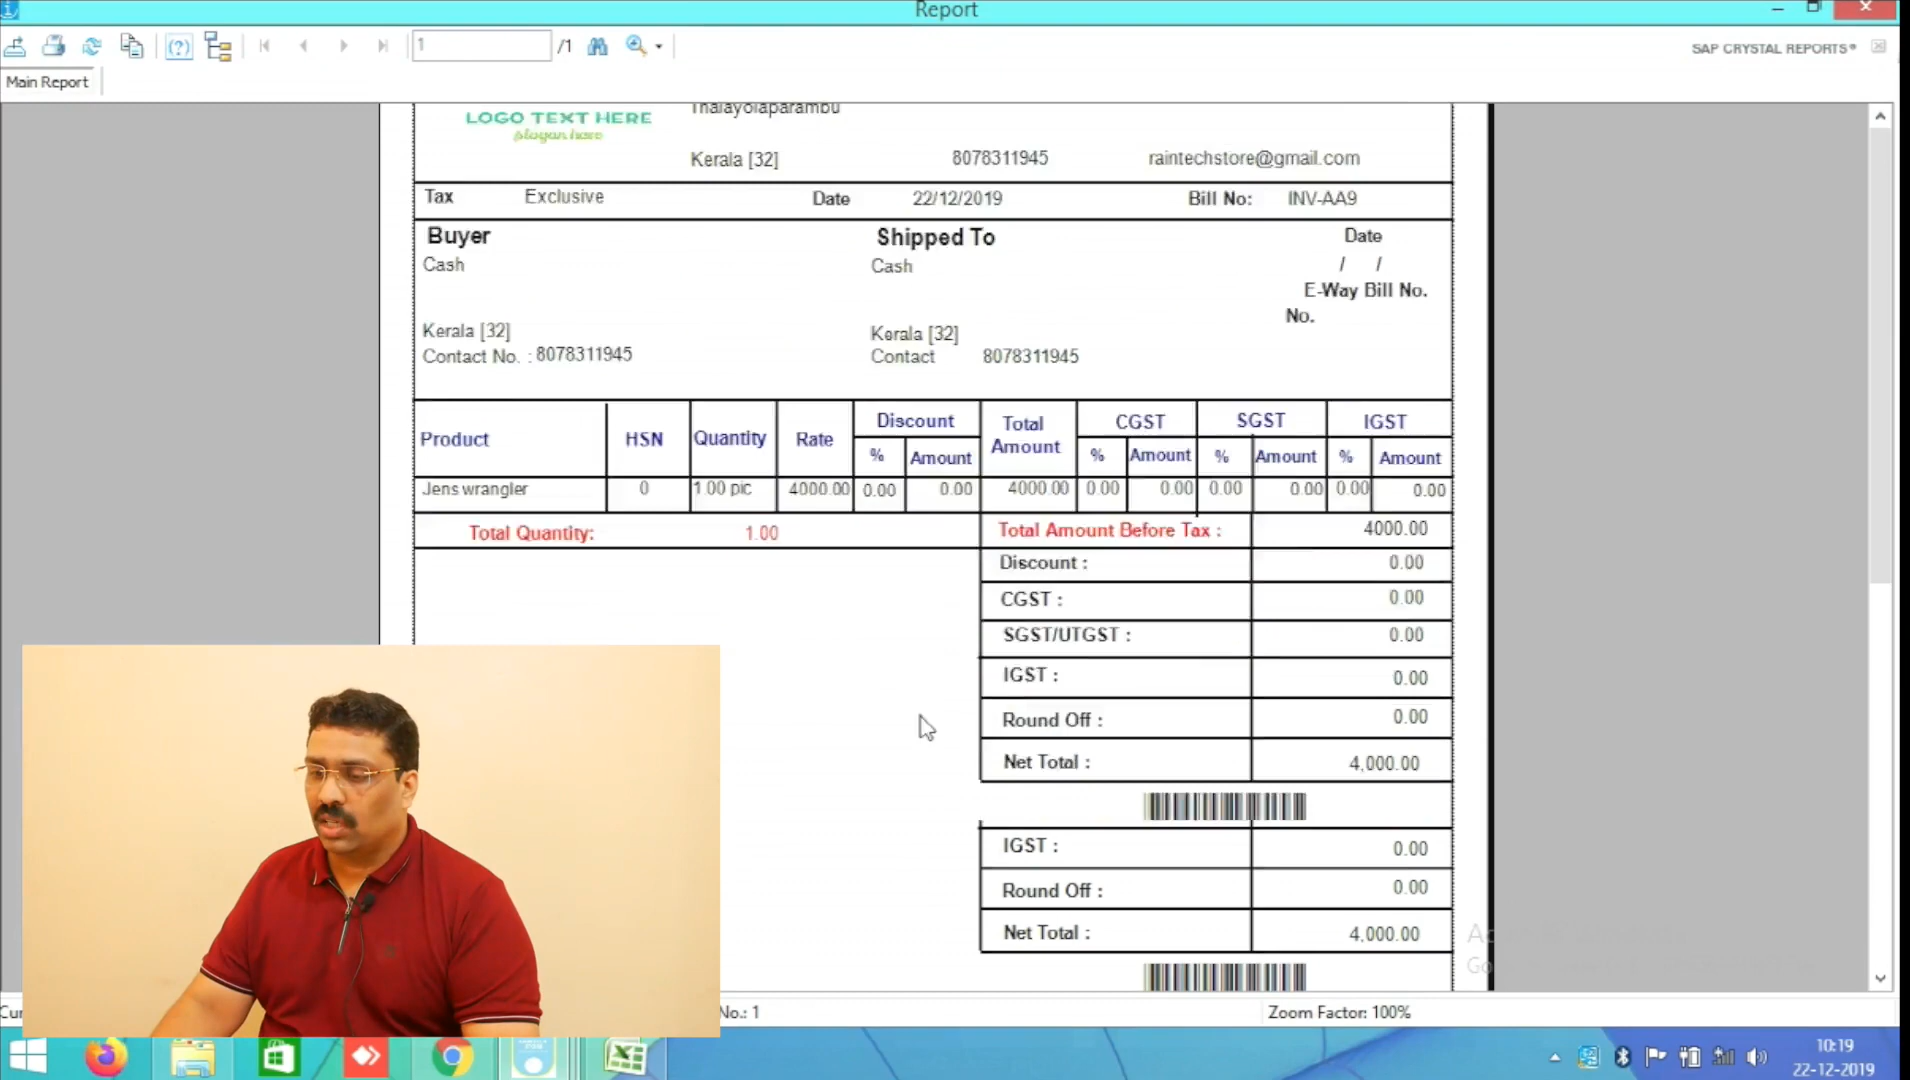 Report
1 /1
SAP CRYSTAL REPORTS®
Main Report
LOGO TEXT HERE
slogan here
Thalayolaparambu
Kerala [32] 8078311945 raintechstore@gmail.com
Tax Exclusive Date 22/12/2019 Bill No: INV-AA9
Buyer Shipped To Date
Cash Cash / /
E-Way Bill No.
No.
Kerala [32] Kerala [32]
Contact No. : 8078311945 Contact 8078311945
Product HSN Quantity Rate Discount Total Amount CGST SGST IGST
% Amount % Amount % Amount % Amount
Jens wrangler 0 1.00 pic 4000.00 0.00 0.00 4000.00 0.00 0.00 0.00 0.00 0.00 0.00
Total Quantity: 1.00 Total Amount Before Tax : 4000.00
Discount : 0.00
CGST : 0.00
SGST/UTGST : 0.00
IGST : 0.00
Round Off : 0.00
Net Total : 4,000.00
IGST : 0.00
Round Off : 0.00
Net Total : 4,000.00
No.: 1 Zoom Factor: 100%
10:19
22-12-2019